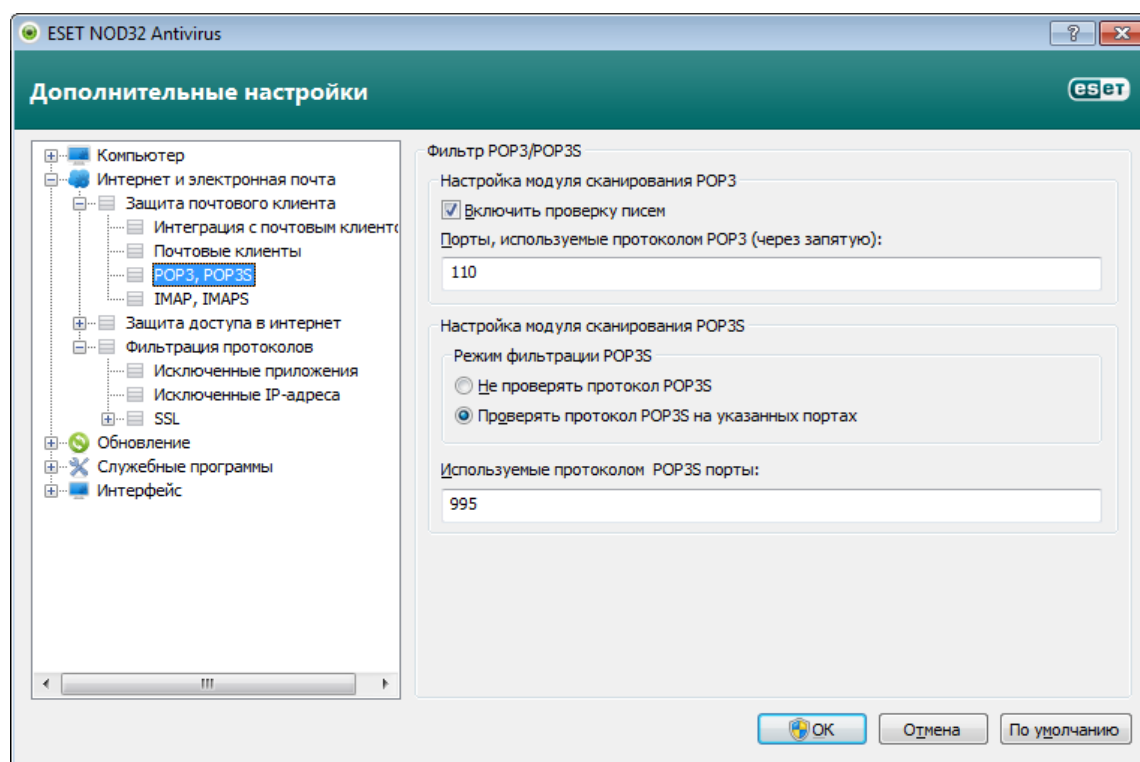 ESET NOD32 Antivirus
Дополнительные настройки
eset
Компьютер
Интернет и электронная почта
Защита почтового клиента
Интеграция с почтовым клиенто
Почтовые клиенты
POP3, POP3S
IMAP, IMAPS
Защита доступа в интернет
Фильтрация протоколов
Исключенные приложения
Исключенные IP-адреса
SSL
Обновление
Служебные программы
Интерфейс
Фильтр POP3/POP3S
Настройка модуля сканирования POP3
Включить проверку писем
Порты, используемые протоколом POP3 (через запятую):
110
Настройка модуля сканирования POP3S
Режим фильтрации POP3S
Не проверять протокол POP3S
Проверять протокол POP3S на указанных портах
Используемые протоколом POP3S порты:
995
OK
Отмена
По умолчанию